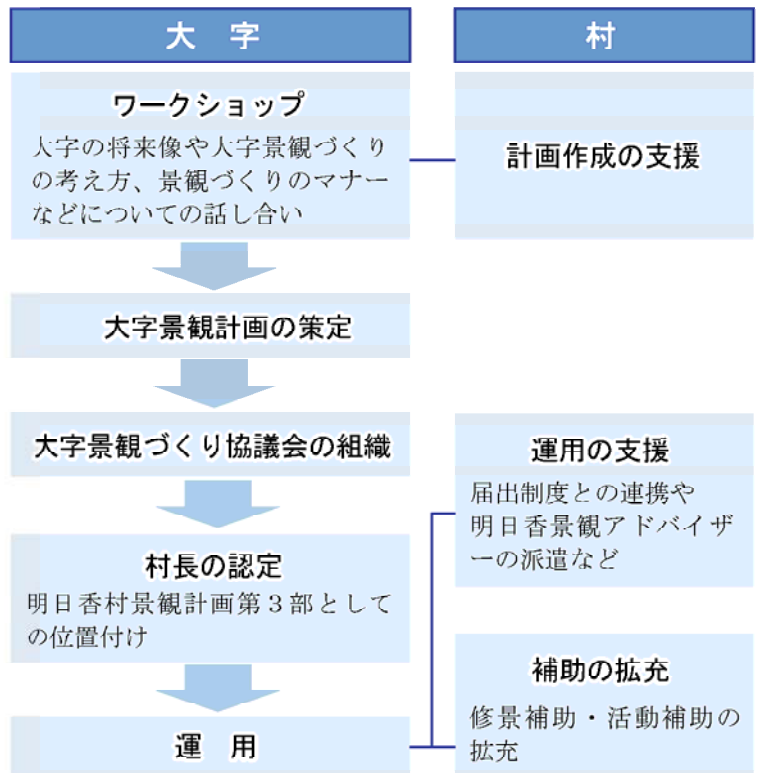 大　字
村
ワークショップ
大字の将来像や大字景観づくり
の考え方、景観づくりのマナー
などについての話し合い
計画作成の支援
大字景観計画の策定
大字景観づくり協議会の組織
運用の支援
届出制度との連携や
明日香景観アドバイザ
ーの派遣など
村長の認定
明日香村景観計画第３部として
の位置付け
補助の拡充
修景補助・活動補助の
拡充
運　用